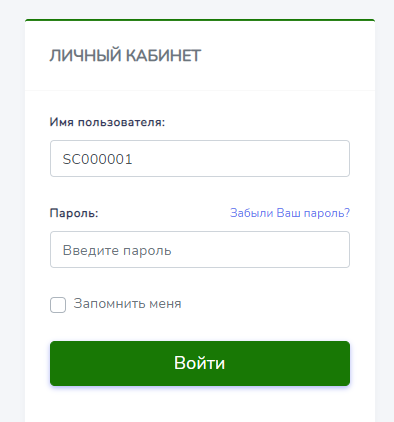 ЛИЧНЫЙ КАБИНЕТ
Имя пользователя:
SC000001
Пароль: Забыли Ваш пароль?
Введите пароль
Запомнить меня
Войти